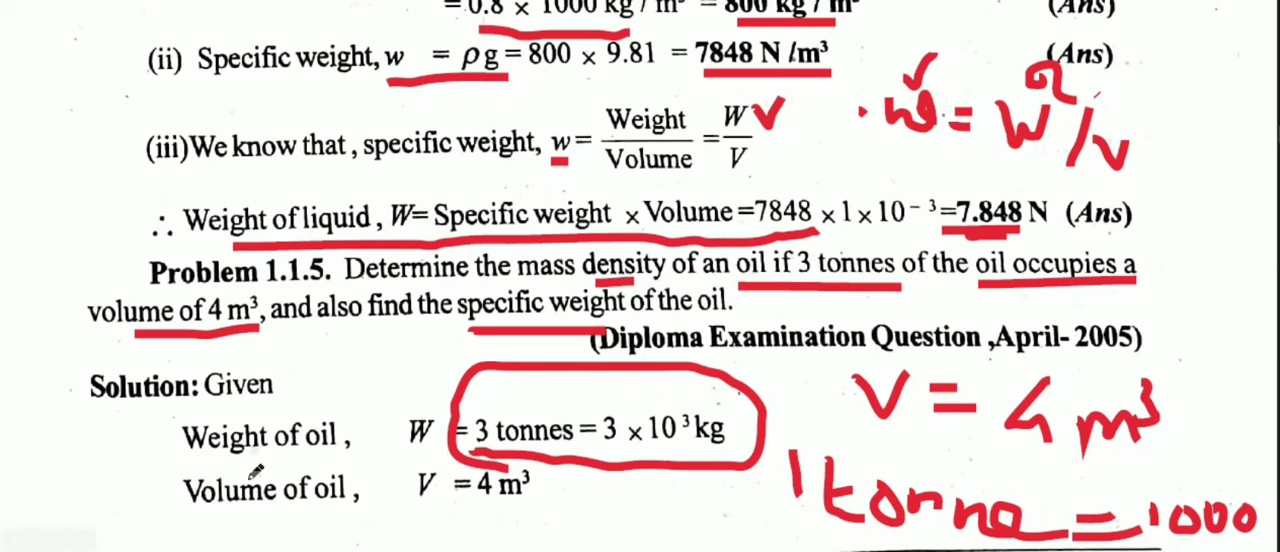 = 0.8 × 1000 kg / m³ = 800 kg / m³ (Ans)
(ii) Specific weight, w = ρg = 800 × 9.81 = 7848 N /m³ (Ans)
(iii) We know that , specific weight, w = Weight / Volume = W / V
w = W / V
∴ Weight of liquid , W= Specific weight × Volume =7848 × 1 × 10⁻³ =7.848 N (Ans)
Problem 1.1.5. Determine the mass density of an oil if 3 tonnes of the oil occupies a
volume of 4 m³, and also find the specific weight of the oil.
(Diploma Examination Question ,April- 2005)
Solution: Given
V = 4 m³
Weight of oil , W = 3 tonnes = 3 × 10³ kg
Volume of oil , V = 4 m³
1 tonne = 1000